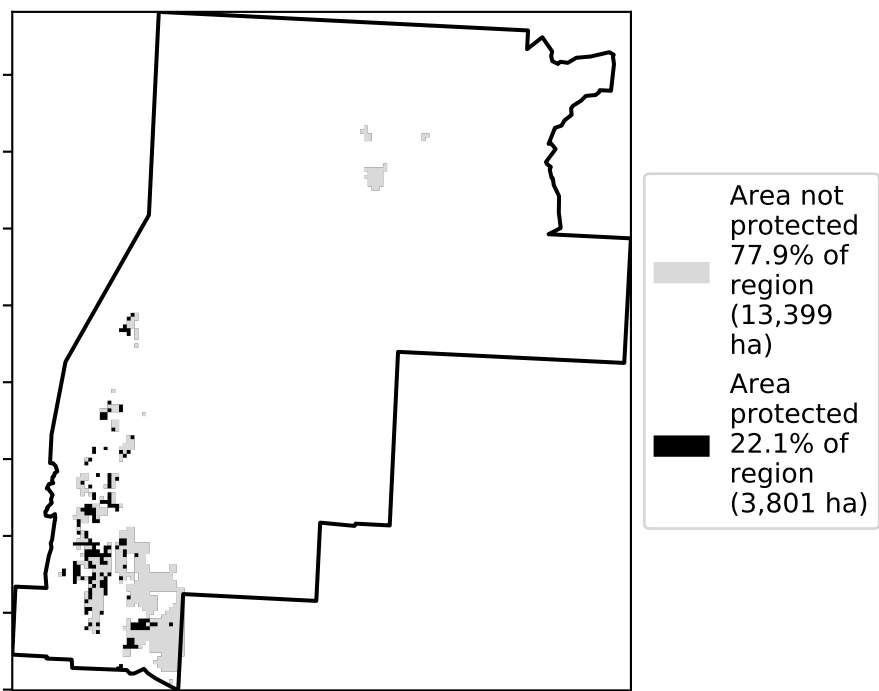 Area not
protected
77.9% of
region
(13,399
ha)
Area
protected
22.1% of
region
(3,801 ha)